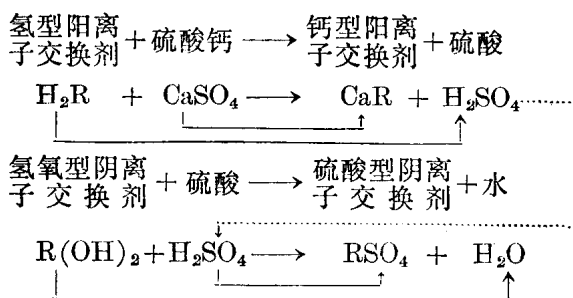 氢型阳离子交换剂 + 硫酸钙 ⟶ 钙型阳离子交换剂 + 硫酸
H₂R + CaSO₄ ⟶ CaR + H₂SO₄
氢氧型阴离子交换剂 + 硫酸 ⟶ 硫酸型阴离子交换剂 + 水
R(OH)₂+H₂SO₄ ⟶ RSO₄ + H₂O